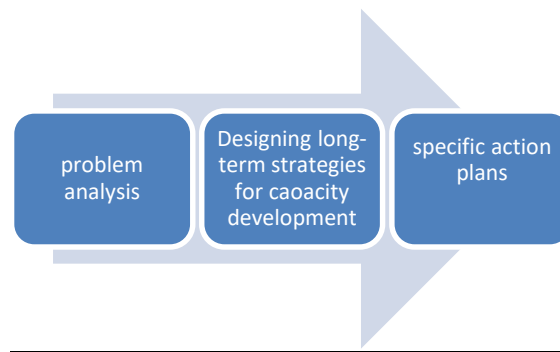 problem
analysis
Designing long-
term strategies
for caoacity
development
specific action
plans